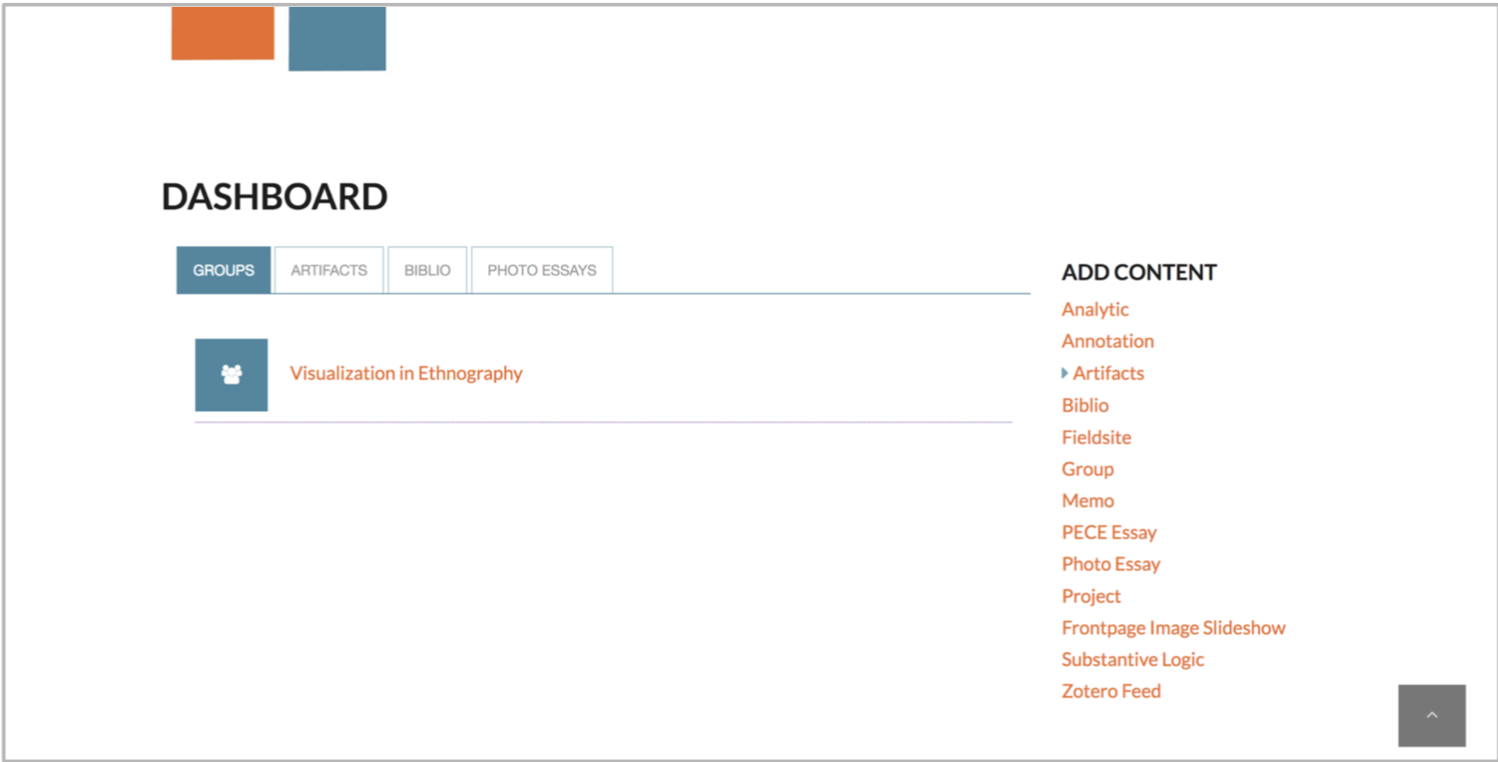 DASHBOARD
GROUPS ARTIFACTS BIBLIO PHOTO ESSAYS
Visualization in Ethnography
ADD CONTENT
Analytic
Annotation
Artifacts
Biblio
Fieldsite
Group
Memo
PECE Essay
Photo Essay
Project
Frontpage Image Slideshow
Substantive Logic
Zotero Feed